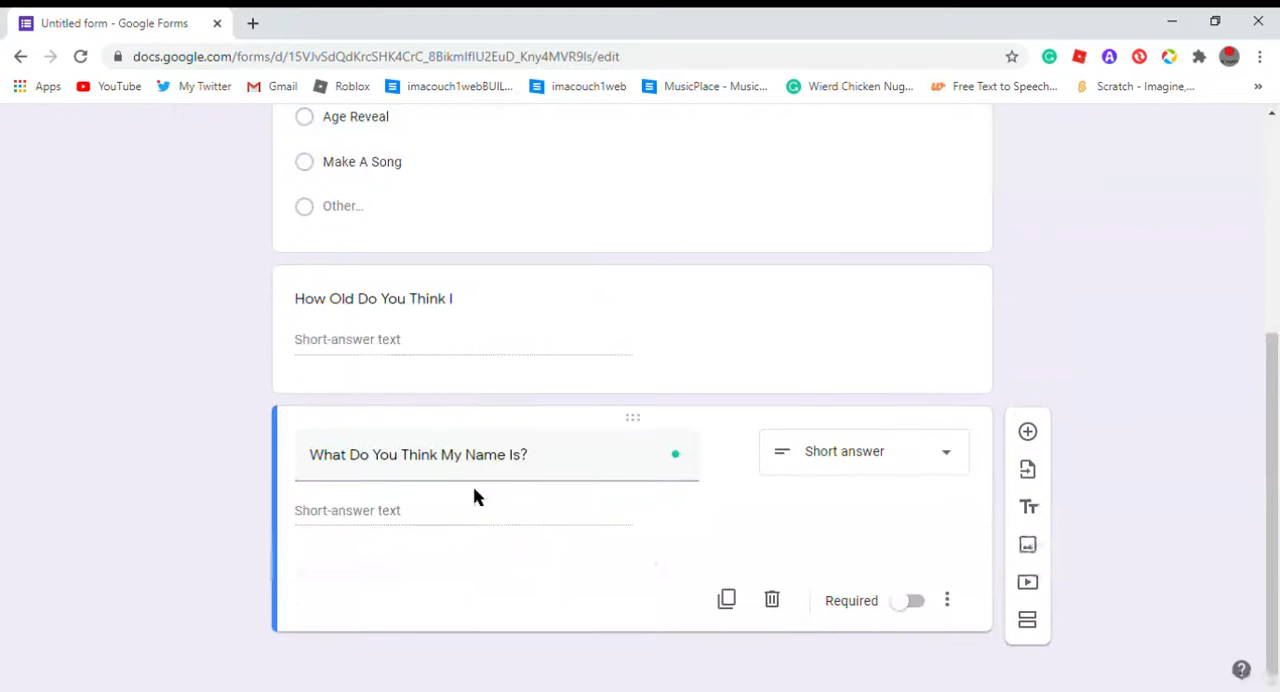 Untitled form - Google Forms
docs.google.com/forms/d/15VJvSdQdKrcSHK4CrC_8BikmIfIU2EuD_Kny4MVR9Is/edit
Apps YouTube My Twitter Gmail Roblox imacouch1webBUIL... imacouch1web MusicPlace - Music... Wierd Chicken Nug... Free Text to Speech... Scratch - Imagine,... »
Age Reveal
Make A Song
Other...
How Old Do You Think I
Short-answer text
What Do You Think My Name Is?
Short answer
Short-answer text
Required